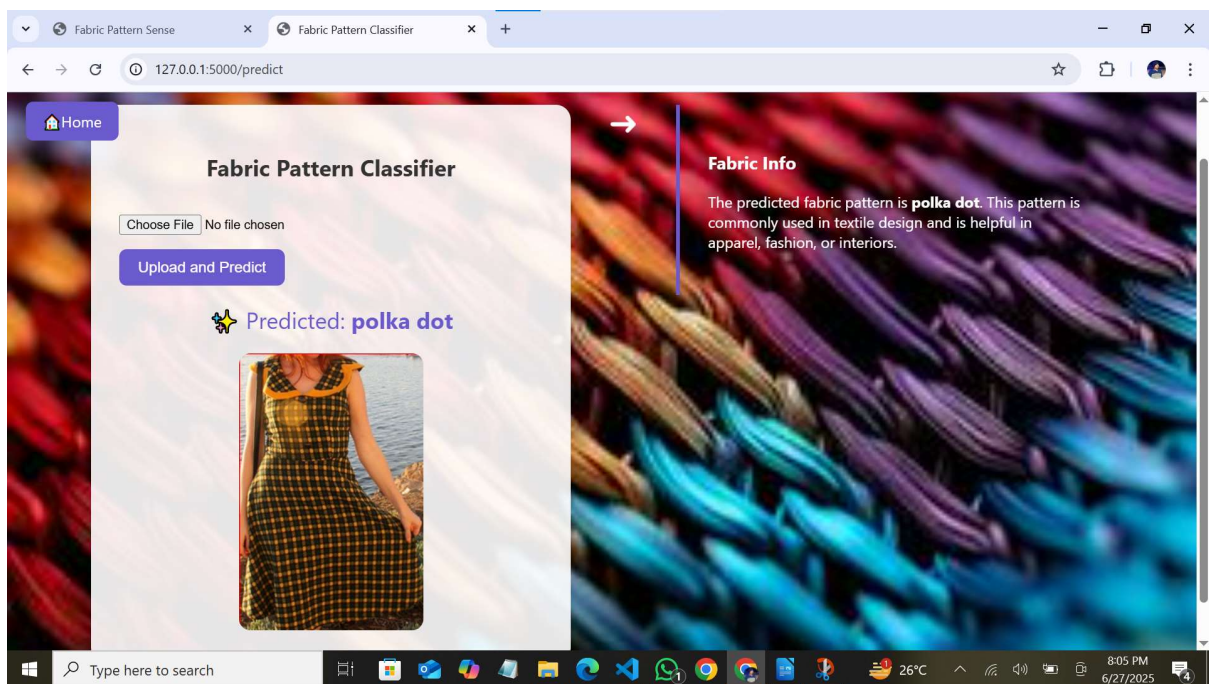 Fabric Pattern Sense
Fabric Pattern Classifier
127.0.0.1:5000/predict
Home
Fabric Pattern Classifier
Choose File No file chosen
Upload and Predict
Predicted: polka dot
Fabric Info
The predicted fabric pattern is polka dot. This pattern is
commonly used in textile design and is helpful in
apparel, fashion, or interiors.
Type here to search
1
26°C
8:05 PM
6/27/2025
4